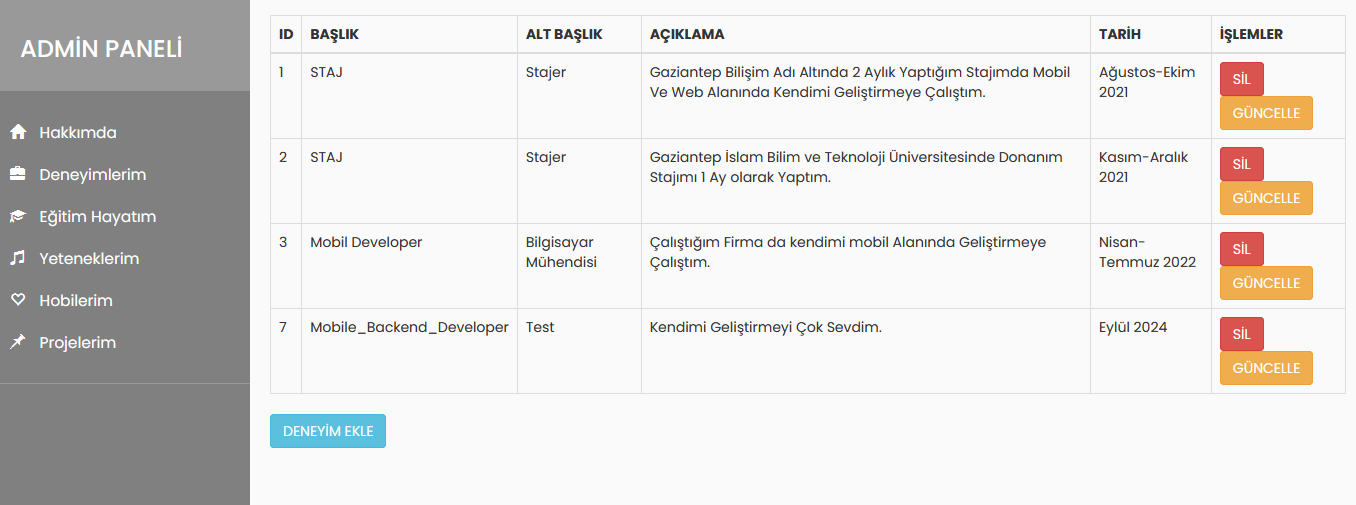 ADMİN PANELİ
Hakkımda
Deneyimlerim
Eğitim Hayatım
Yeteneklerim
Hobilerim
Projelerim
ID BAŞLIK ALT BAŞLIK AÇIKLAMA TARİH İŞLEMLER
1 STAJ Stajer Gaziantep Bilişim Adı Altında 2 Aylık Yaptığım Stajımda Mobil Ağustos-Ekim SİL
Ve Web Alanında Kendimi Geliştirmeye Çalıştım. 2021
GÜNCELLE
2 STAJ Stajer Gaziantep İslam Bilim ve Teknoloji Üniversitesinde Donanım Kasım-Aralık SİL
Stajımı 1 Ay olarak Yaptım. 2021
GÜNCELLE
3 Mobil Developer Bilgisayar Çalıştığım Firma da kendimi mobil Alanında Geliştirmeye Nisan- SİL
Mühendisi Çalıştım. Temmuz 2022
GÜNCELLE
7 Mobile_Backend_Developer Test Kendimi Geliştirmeyi Çok Sevdim. Eylül 2024 SİL
GÜNCELLE
DENEYİM EKLE